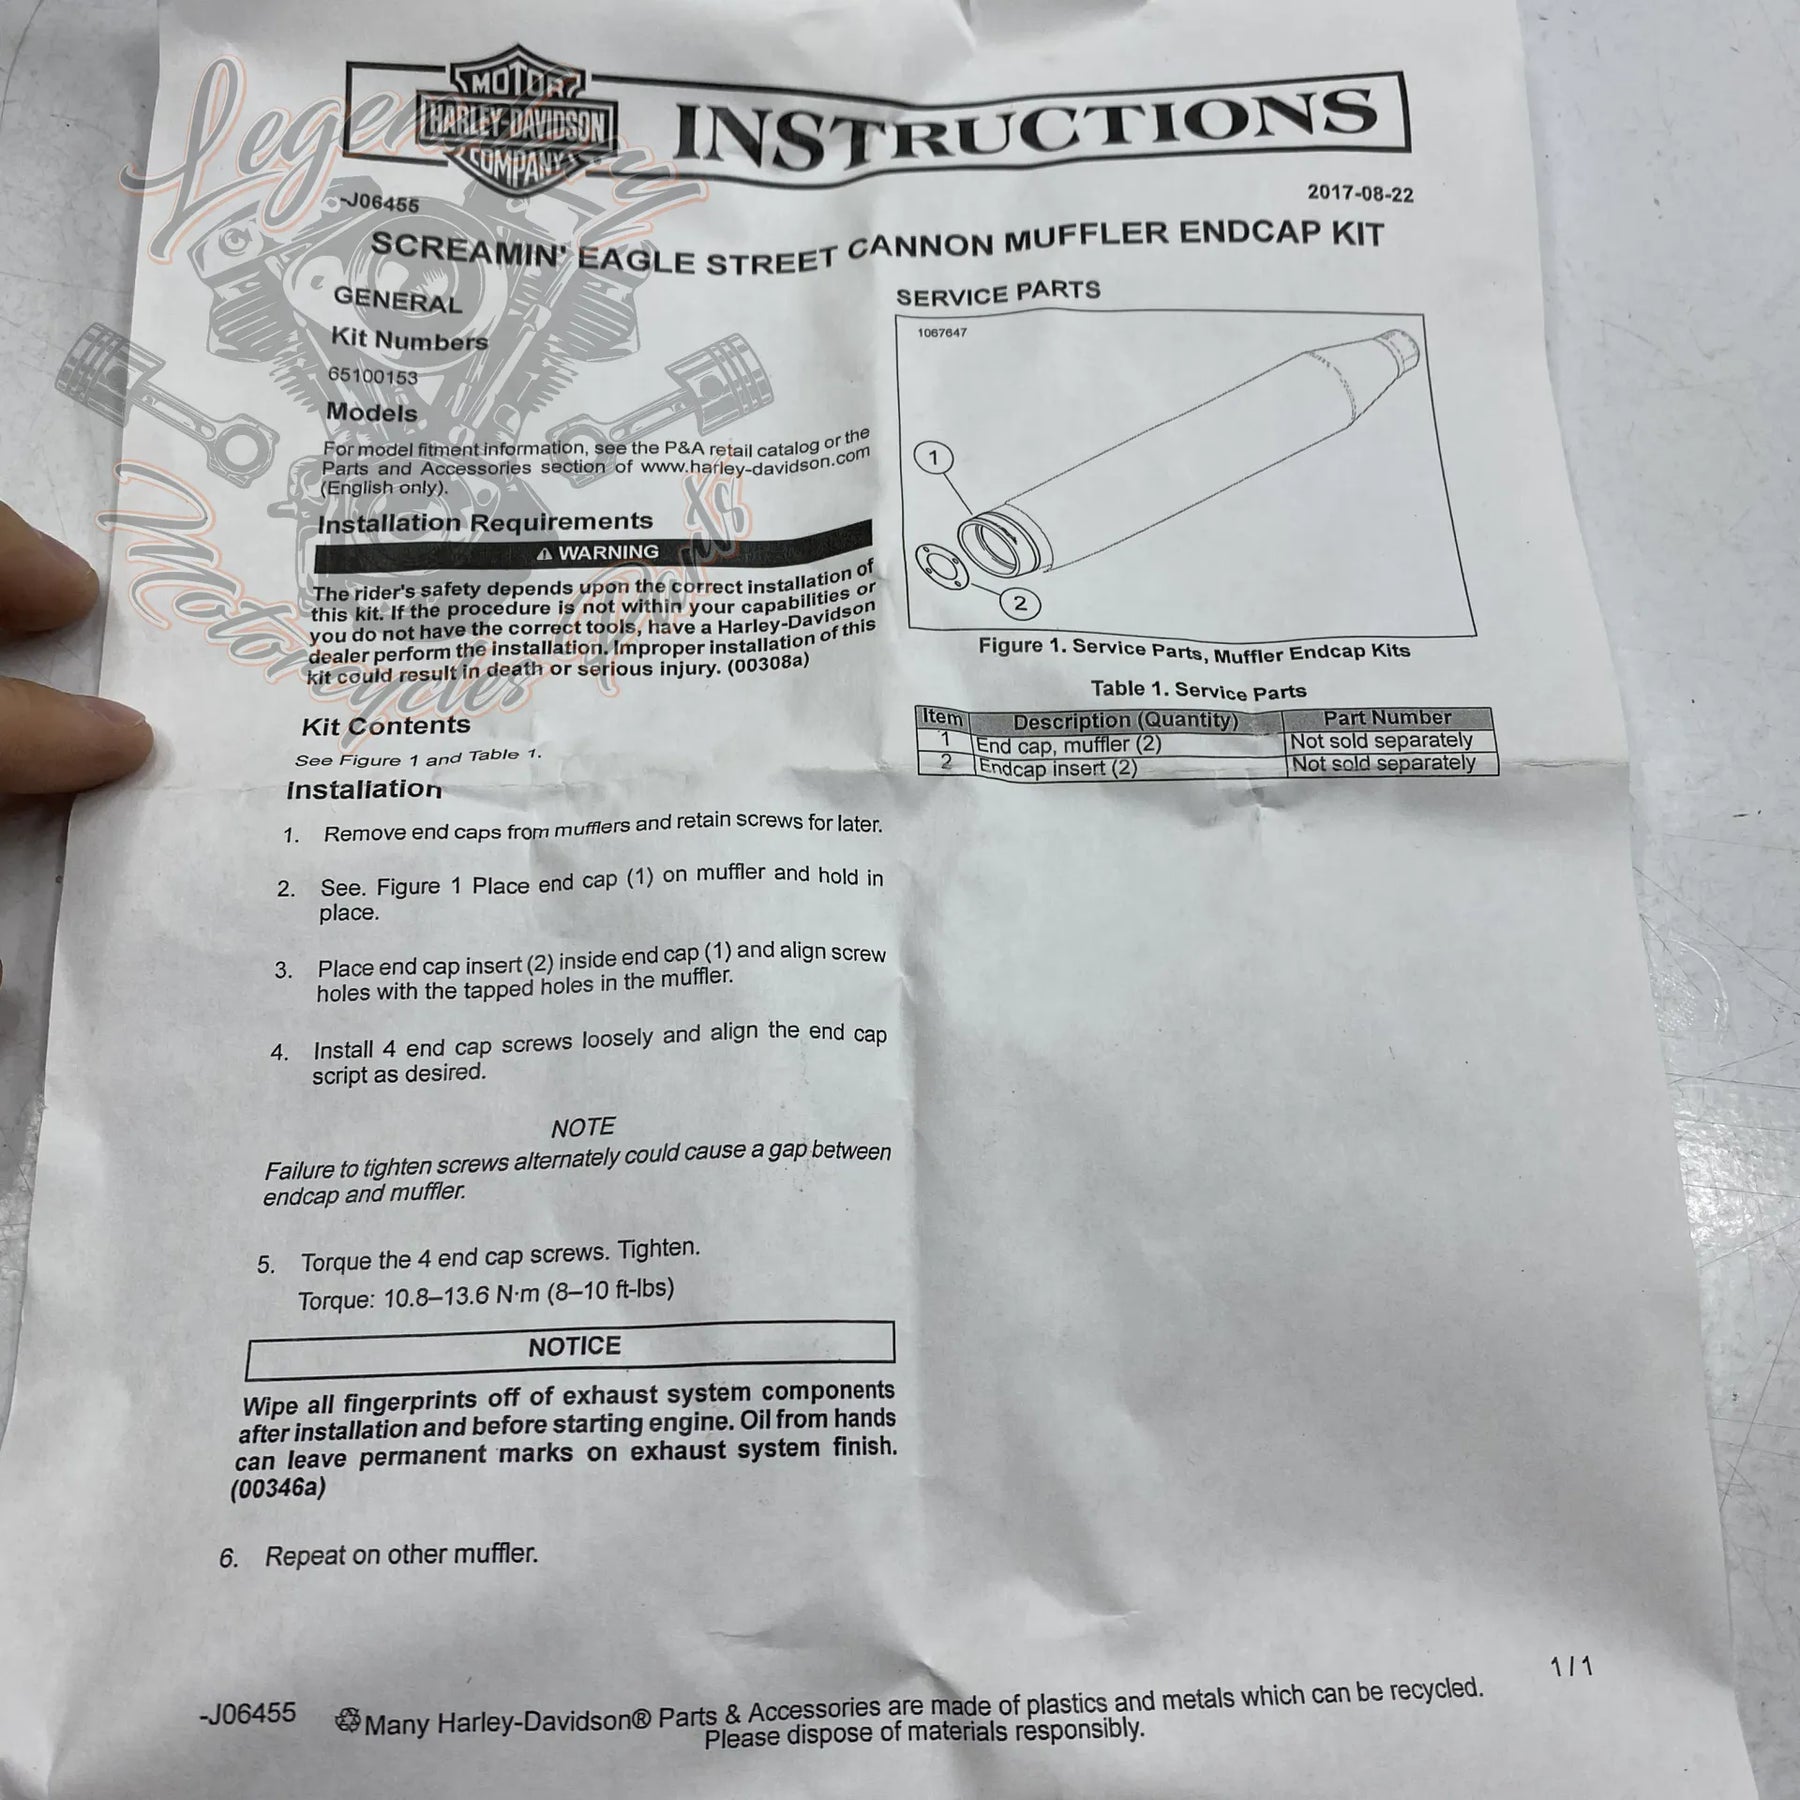 MOTOR
HARLEY-DAVIDSON
COMPANY
INSTRUCTIONS
-J06455
2017-08-22
SCREAMIN' EAGLE STREET CANNON MUFFLER ENDCAP KIT
GENERAL
Kit Numbers
65100153
Models
For model fitment information, see the P&A retail catalog or the
Parts and Accessories section of www.harley-davidson.com
(English only).
Installation Requirements
⚠ WARNING
The rider's safety depends upon the correct installation of
this kit. If the procedure is not within your capabilities or
you do not have the correct tools, have a Harley-Davidson
dealer perform the installation. Improper installation of this
kit could result in death or serious injury. (00308a)
Kit Contents
See Figure 1 and Table 1.
Installation
1. Remove end caps from mufflers and retain screws for later.
2. See. Figure 1 Place end cap (1) on muffler and hold in
place.
3. Place end cap insert (2) inside end cap (1) and align screw
holes with the tapped holes in the muffler.
4. Install 4 end cap screws loosely and align the end cap
script as desired.
NOTE
Failure to tighten screws alternately could cause a gap between
endcap and muffler.
5. Torque the 4 end cap screws. Tighten.
Torque: 10.8–13.6 N·m (8–10 ft-lbs)
NOTICE
Wipe all fingerprints off of exhaust system components
after installation and before starting engine. Oil from hands
can leave permanent marks on exhaust system finish.
(00346a)
6. Repeat on other muffler.
SERVICE PARTS
1067647
1
2
Figure 1. Service Parts, Muffler Endcap Kits
Table 1. Service Parts
Item Description (Quantity) Part Number
1 End cap, muffler (2) Not sold separately
2 Endcap insert (2) Not sold separately
1 / 1
-J06455 Many Harley-Davidson® Parts & Accessories are made of plastics and metals which can be recycled.
Please dispose of materials responsibly.
Legendary
Motorcycles Parts